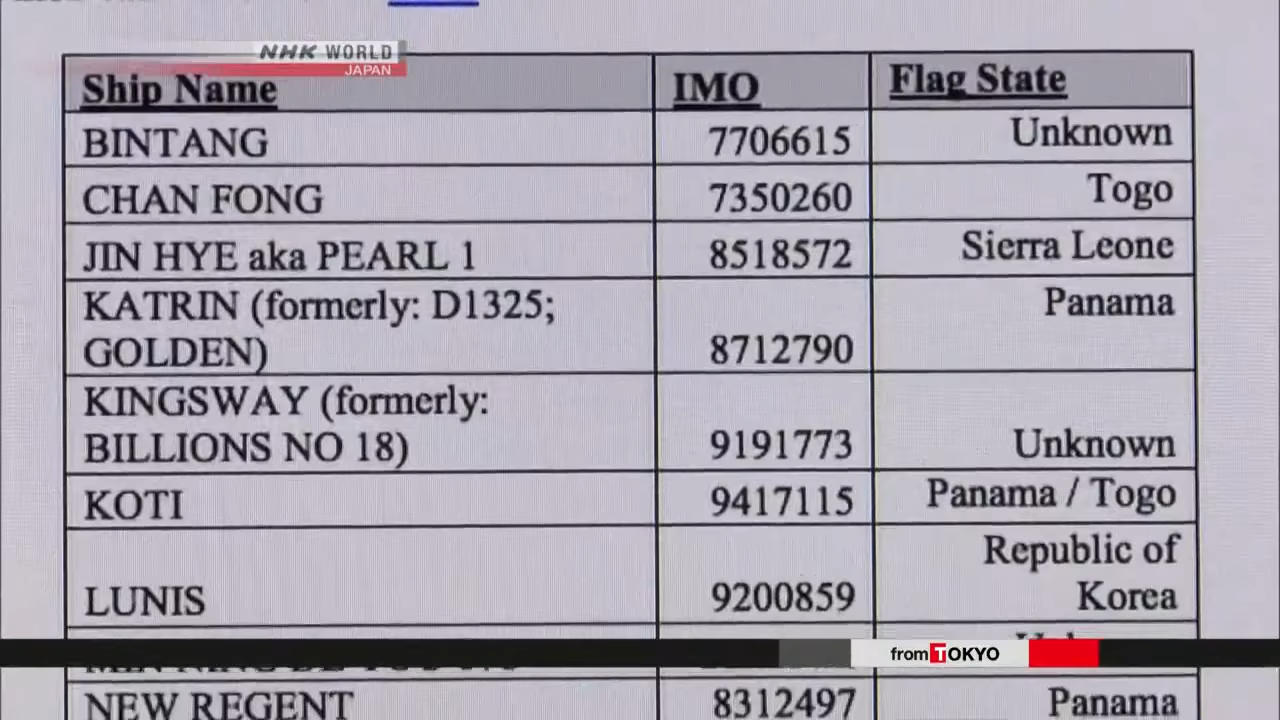 NHK WORLD
JAPAN
Ship Name IMO Flag State
BINTANG 7706615 Unknown
CHAN FONG 7350260 Togo
JIN HYE aka PEARL 1 8518572 Sierra Leone
KATRIN (formerly: D1325; Panama
GOLDEN) 8712790
KINGSWAY (formerly:
BILLIONS NO 18) 9191773 Unknown
KOTI 9417115 Panama / Togo
Republic of
LUNIS 9200859 Korea
from TOKYO
NEW REGENT 8312497 Panama